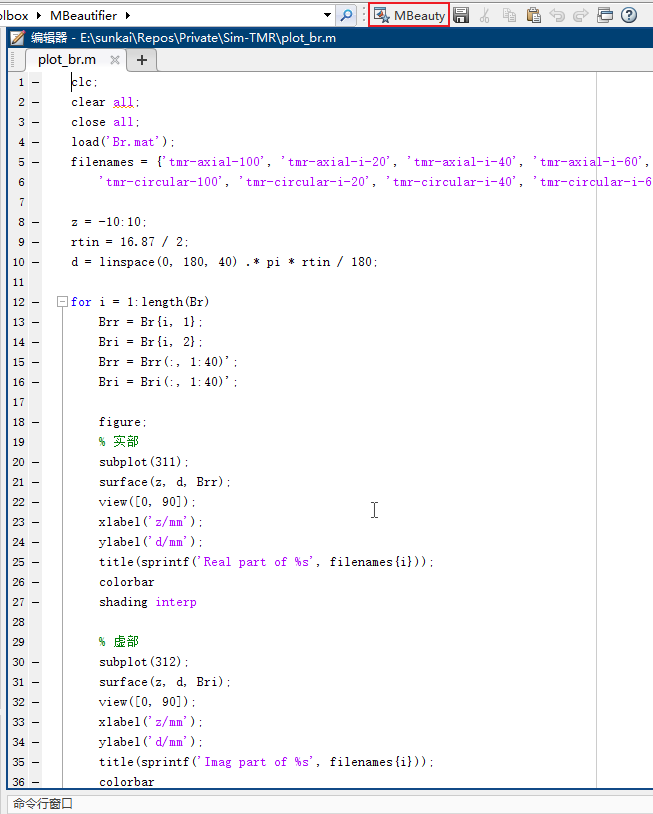 lbox › MBeautifier ›
MBeauty
编辑器 - E:\sunkai\Repos\Private\Sim-TMR\plot_br.m
plot_br.m × +
1 – clc;
2 – clear all;
3 – close all;
4 – load('Br.mat');
5 – filenames = {'tmr-axial-100', 'tmr-axial-i-20', 'tmr-axial-i-40', 'tmr-axial-i-60',
6 'tmr-circular-100', 'tmr-circular-i-20', 'tmr-circular-i-40', 'tmr-circular-i-6
7
8 – z = -10:10;
9 – rtin = 16.87 / 2;
10 – d = linspace(0, 180, 40) .* pi * rtin / 180;
11
12 – for i = 1:length(Br)
13 – Brr = Br{i, 1};
14 – Bri = Br{i, 2};
15 – Brr = Brr(:, 1:40)';
16 – Bri = Bri(:, 1:40)';
17
18 – figure;
19 % 实部
20 – subplot(311);
21 – surface(z, d, Brr);
22 – view([0, 90]);
23 – xlabel('z/mm');
24 – ylabel('d/mm');
25 – title(sprintf('Real part of %s', filenames{i}));
26 – colorbar
27 – shading interp
28
29 % 虚部
30 – subplot(312);
31 – surface(z, d, Bri);
32 – view([0, 90]);
33 – xlabel('z/mm');
34 – ylabel('d/mm');
35 – title(sprintf('Imag part of %s', filenames{i}));
36 – colorbar
命令行窗口